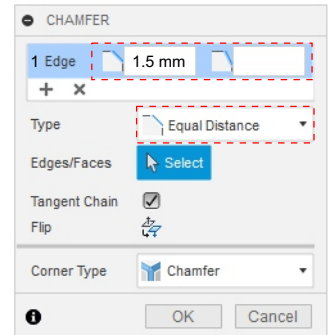 CHAMFER
1 Edge 1.5 mm
Type Equal Distance
Edges/Faces Select
Tangent Chain
Flip
Corner Type Chamfer
OK Cancel